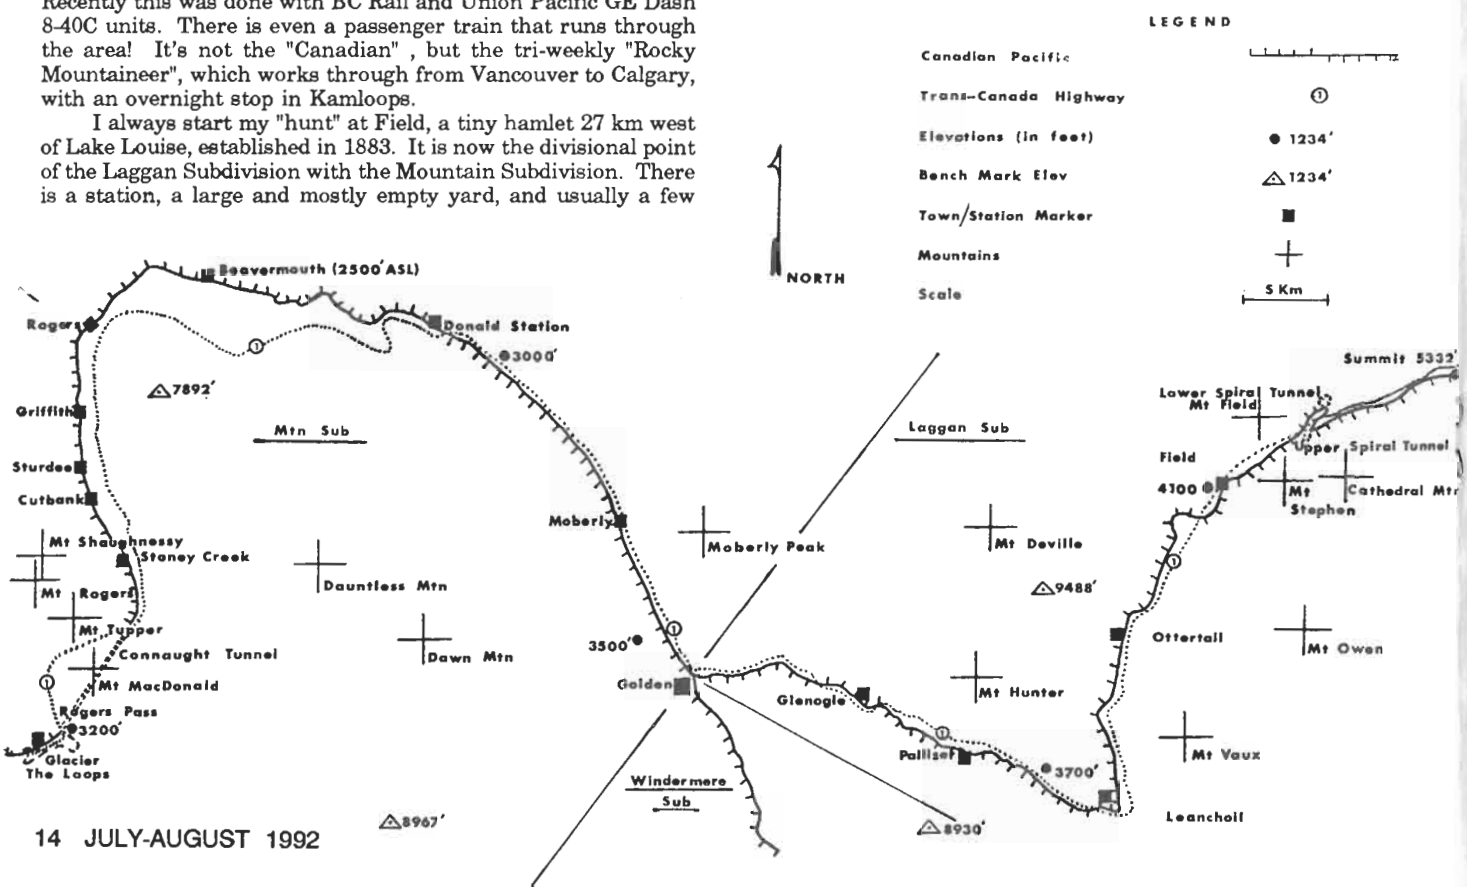 Recently this was done with BC Rail and Union Pacific GE Dash
8-40C units. There is even a passenger train that runs through
the area! It's not the "Canadian" , but the tri-weekly "Rocky
Mountaineer", which works through from Vancouver to Calgary,
with an overnight stop in Kamloops.
I always start my "hunt" at Field, a tiny hamlet 27 km west
of Lake Louise, established in 1883. It is now the divisional point
of the Laggan Subdivision with the Mountain Subdivision. There
is a station, a large and mostly empty yard, and usually a few
LEGEND
Canadian Pacific
Trans-Canada Highway 1
Elevations (in feet) 1234'
Bench Mark Elev 1234'
Town/Station Marker
Mountains
Scale 5 Km
NORTH
Beavermouth (2500'ASL)
Rogers
Donald Station
1
3000'
7892'
Griffith
Mtn Sub
Sturdee
Cutbank
Mt Shaughnessy
Stoney Creek
Mt Rogers
Dauntless Mtn
Mt Tupper
Connaught Tunnel
Dawn Mtn
Mt MacDonald
1
Rogers Pass
3200'
Glacier
The Loops
Moberly
Moberly Peak
3500'
1
Golden
Windermere
Sub
8967'
Laggan Sub
Summit 5332'
Lower Spiral Tunnel
Mt Field
Upper Spiral Tunnel
Field
4100
Mt
Stephen
Cathedral Mtn
Mt Deville
9488'
1
Ottertail
Mt Owen
Mt Hunter
Glenogle
1
Palliser
3700'
Mt Vaux
Leanchoil
8930'
14 JULY-AUGUST 1992